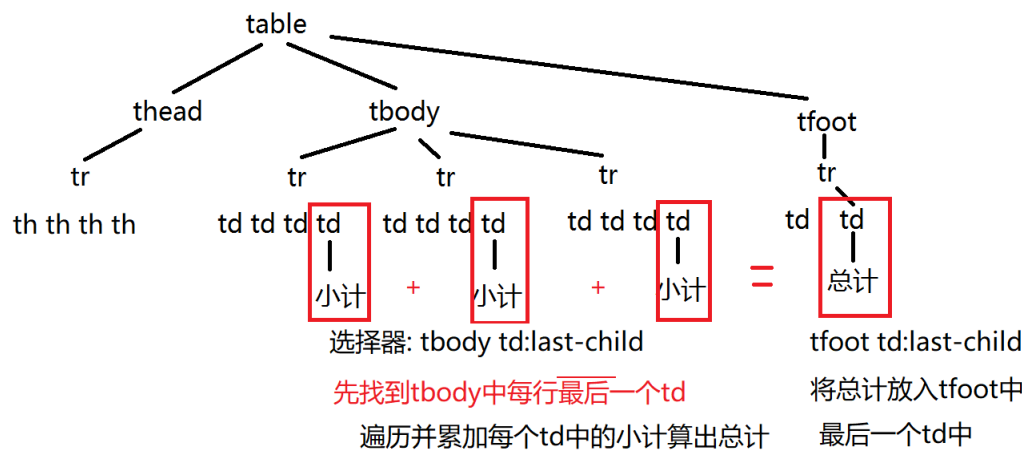 table
thead tbody tfoot
tr tr tr tr tr
th th th th td td td td td td td td td td td td td td
小计 + 小计 + 小计 = 总计
选择器: tbody td:last-child tfoot td:last-child
先找到tbody中每行最后一个td 将总计放入tfoot中
遍历并累加每个td中的小计算出总计 最后一个td中